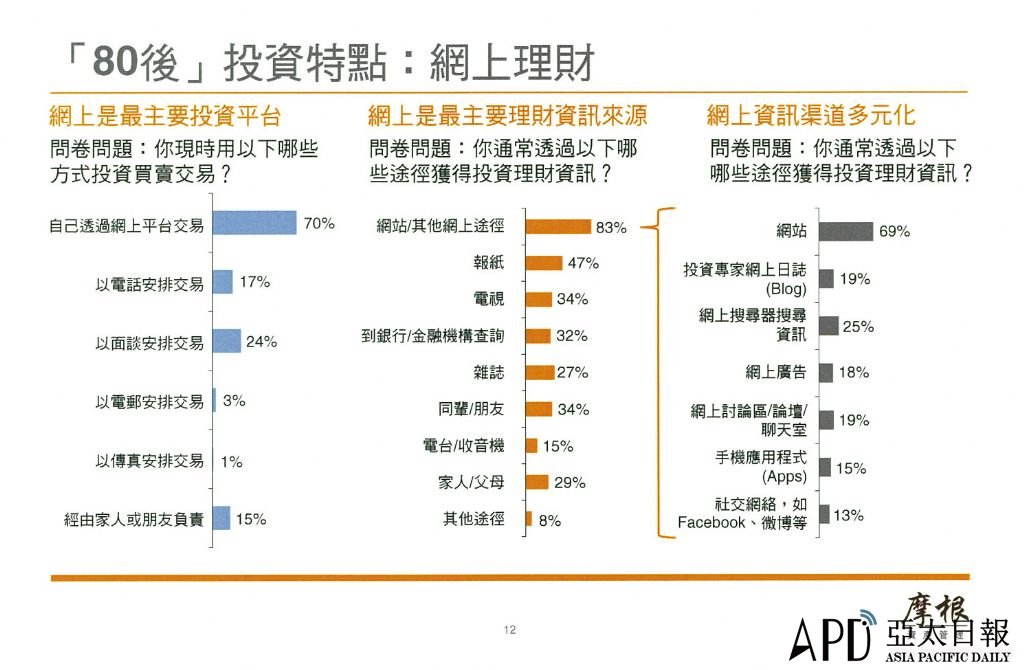 「80後」投資特點：網上理財
網上是最主要投資平台
問卷問題：你現時用以下哪些
方式投資買賣交易？
自己透過網上平台交易 70%
以電話安排交易 17%
以面談安排交易 24%
以電郵安排交易 3%
以傳真安排交易 1%
經由家人或朋友負責 15%
網上是最主要理財資訊來源
問卷問題：你通常透過以下哪
些途徑獲得投資理財資訊？
網站/其他網上途徑 83%
報紙 47%
電視 34%
到銀行/金融機構查詢 32%
雜誌 27%
同輩/朋友 34%
電台/收音機 15%
家人/父母 29%
其他途徑 8%
網上資訊渠道多元化
問卷問題：你通常透過以下
哪些途徑獲得投資理財資訊？
網站 69%
投資專家網上日誌
(Blog) 19%
網上搜尋器搜尋
資訊 25%
網上廣告 18%
網上討論區/論壇/
聊天室 19%
手機應用程式
(Apps) 15%
社交網絡，如
Facebook、微博等 13%
12
摩根
資產管理
APD 亞太日報
ASIA PACIFIC DAILY